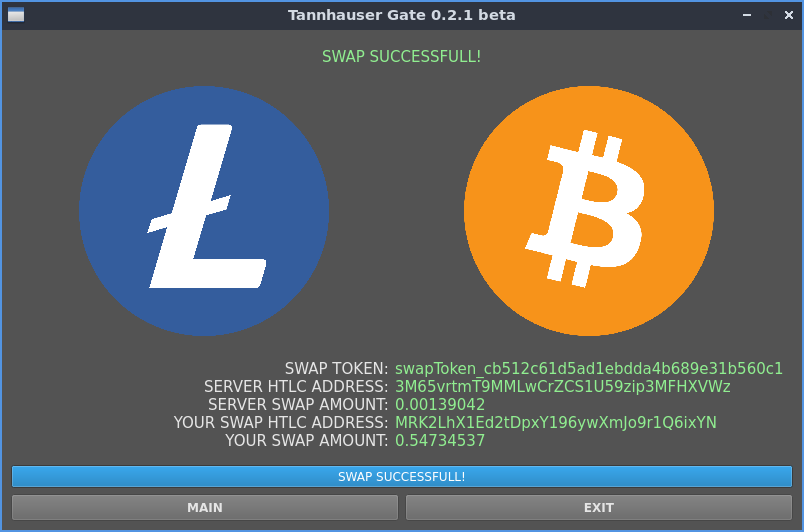 Tannhauser Gate 0.2.1 beta
SWAP SUCCESSFULL!
SWAP TOKEN: swapToken_cb512c61d5ad1ebdda4b689e31b560c1
SERVER HTLC ADDRESS: 3M65vrtmT9MMLwCrZCS1U59zip3MFHXVWz
SERVER SWAP AMOUNT: 0.00139042
YOUR SWAP HTLC ADDRESS: MRK2LhX1Ed2tDpxY196ywXmJo9r1Q6ixYN
YOUR SWAP AMOUNT: 0.54734537
SWAP SUCCESSFULL!
MAIN EXIT